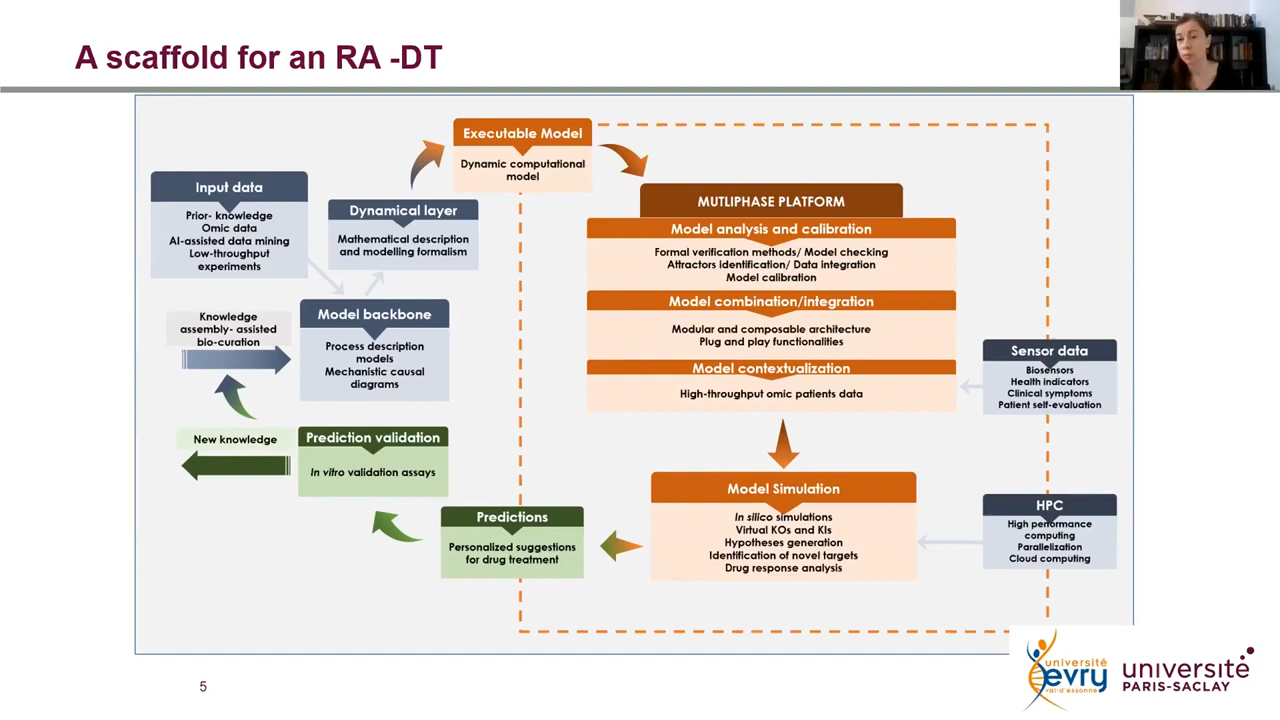 A scaffold for an RA -DT
Executable Model
Dynamic computational
model
Input data
Prior- knowledge
Omic data
AI-assisted data mining
Low-throughput
experiments
Dynamical layer
Mathematical description
and modelling formalism
MUTLIPHASE PLATFORM
Model analysis and calibration
Formal verification methods/ Model checking
Attractors identification/ Data integration
Model calibration
Model combination/integration
Modular and composable architecture
Plug and play functionalities
Model contextualization
High-throughput omic patients data
Knowledge
assembly- assisted
bio-curation
Model backbone
Process description
models
Mechanistic causal
diagrams
Sensor data
Biosensors
Health indicators
Clinical symptoms
Patient self-evaluation
New knowledge
Prediction validation
In vitro validation assays
Predictions
Personalized suggestions
for drug treatment
Model Simulation
In silico simulations
Virtual KOs and KIs
Hypotheses generation
Identification of novel targets
Drug response analysis
HPC
High performance
computing
Parallelization
Cloud computing
5
université
evry
val-d'essonne
université
PARIS-SACLAY